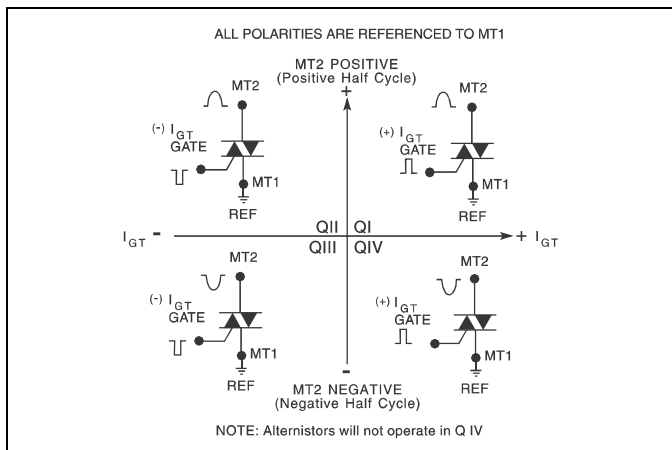 ALL POLARITIES ARE REFERENCED TO MT1
MT2 POSITIVE
(Positive Half Cycle)
+
MT2
(-) IGT
GATE
MT1
REF
MT2
(+) IGT
GATE
MT1
REF
IGT -
QII QI
QIII QIV
+ IGT
MT2
(-) IGT
GATE
MT1
REF
MT2
(+) IGT
GATE
MT1
REF
-
MT2 NEGATIVE
(Negative Half Cycle)
NOTE: Alternistors will not operate in Q IV